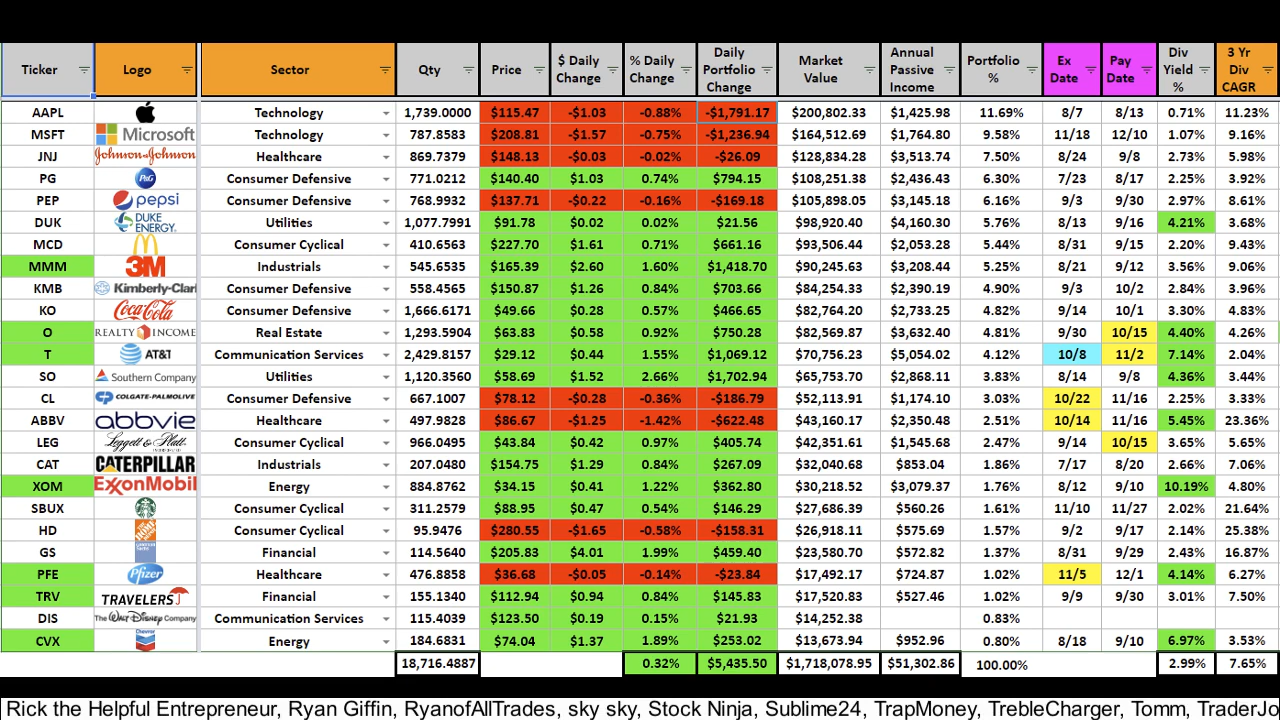 Ticker Logo Sector Qty Price $ Daily Change % Daily Change Daily Portfolio Change Market Value Annual Passive Income Portfolio % Ex Date Pay Date Div Yield % 3 Yr Div CAGR
AAPL Technology 1,739.0000 $115.47 -$1.03 -0.88% -$1,791.17 $200,802.33 $1,425.98 11.69% 8/7 8/13 0.71% 11.23%
MSFT Microsoft Technology 787.8583 $208.81 -$1.57 -0.75% -$1,236.94 $164,512.69 $1,764.80 9.58% 11/18 12/10 1.07% 9.16%
JNJ Johnson & Johnson Healthcare 869.7379 $148.13 -$0.03 -0.02% -$26.09 $128,834.28 $3,513.74 7.50% 8/24 9/8 2.73% 5.98%
PG P&G Consumer Defensive 771.0212 $140.40 $1.03 0.74% $794.15 $108,251.38 $2,436.43 6.30% 7/23 8/17 2.25% 3.92%
PEP pepsi Consumer Defensive 768.9932 $137.71 -$0.22 -0.16% -$169.18 $105,898.05 $3,145.18 6.16% 9/3 9/30 2.97% 8.61%
DUK DUKE ENERGY Utilities 1,077.7991 $91.78 $0.02 0.02% $21.56 $98,920.40 $4,160.30 5.76% 8/13 9/16 4.21% 3.68%
MCD Consumer Cyclical 410.6563 $227.70 $1.61 0.71% $661.16 $93,506.44 $2,053.28 5.44% 8/31 9/15 2.20% 9.43%
MMM 3M Industrials 545.6535 $165.39 $2.60 1.60% $1,418.70 $90,245.63 $3,208.44 5.25% 8/21 9/12 3.56% 9.06%
KMB Kimberly-Clar Consumer Defensive 558.4565 $150.87 $1.26 0.84% $703.66 $84,254.33 $2,390.19 4.90% 9/3 10/2 2.84% 3.96%
KO Coca-Cola Consumer Defensive 1,666.6171 $49.66 $0.28 0.57% $466.65 $82,764.20 $2,733.25 4.82% 9/14 10/1 3.30% 4.83%
O REALTY INCOME Real Estate 1,293.5904 $63.83 $0.58 0.92% $750.28 $82,569.87 $3,632.40 4.81% 9/30 10/15 4.40% 4.26%
T AT&T Communication Services 2,429.8157 $29.12 $0.44 1.55% $1,069.12 $70,756.23 $5,054.02 4.12% 10/8 11/2 7.14% 2.04%
SO Southern Company Utilities 1,120.3560 $58.69 $1.52 2.66% $1,702.94 $65,753.70 $2,868.11 3.83% 8/14 9/8 4.36% 3.44%
CL COLGATE-PALMOLIVE Consumer Defensive 667.1007 $78.12 -$0.28 -0.36% -$186.79 $52,113.91 $1,174.10 3.03% 10/22 11/16 2.25% 3.33%
ABBV abbvie Healthcare 497.9828 $86.67 -$1.25 -1.42% -$622.48 $43,160.17 $2,350.48 2.51% 10/14 11/16 5.45% 23.36%
LEG Leggett & Platt Consumer Cyclical 966.0495 $43.84 $0.42 0.97% $405.74 $42,351.61 $1,545.68 2.47% 9/14 10/15 3.65% 5.65%
CAT CATERPILLAR Industrials 207.0480 $154.75 $1.29 0.84% $267.09 $32,040.68 $853.04 1.86% 7/17 8/20 2.66% 7.06%
XOM ExxonMobil Energy 884.8762 $34.15 $0.41 1.22% $362.80 $30,218.52 $3,079.37 1.76% 8/12 9/10 10.19% 4.80%
SBUX Consumer Cyclical 311.2579 $88.95 $0.47 0.54% $146.29 $27,686.39 $560.26 1.61% 11/10 11/27 2.02% 21.64%
HD Consumer Cyclical 95.9476 $280.55 -$1.65 -0.58% -$158.31 $26,918.11 $575.69 1.57% 9/2 9/17 2.14% 25.38%
GS Goldman Sachs Financial 114.5640 $205.83 $4.01 1.99% $459.40 $23,580.70 $572.82 1.37% 8/31 9/29 2.43% 16.87%
PFE Pfizer Healthcare 476.8858 $36.68 -$0.05 -0.14% -$23.84 $17,492.17 $724.87 1.02% 11/5 12/1 4.14% 6.27%
TRV TRAVELERS Financial 155.1340 $112.94 $0.94 0.84% $145.83 $17,520.83 $527.46 1.02% 9/9 9/30 3.01% 7.50%
DIS The Walt Disney Company Communication Services 115.4039 $123.50 $0.19 0.15% $21.93 $14,252.38 0.83%
CVX Chevron Energy 184.6831 $74.04 $1.37 1.89% $253.02 $13,673.94 $952.96 0.80% 8/18 9/10 6.97% 3.53%
18,716.4887 0.32% $5,435.50 $1,718,078.95 $51,302.86 100.00% 2.99% 7.65%
Rick the Helpful Entrepreneur, Ryan Giffin, RyanofAllTrades, sky sky, Stock Ninja, Sublime24, TrapMoney, TrebleCharger, Tomm, TraderJo